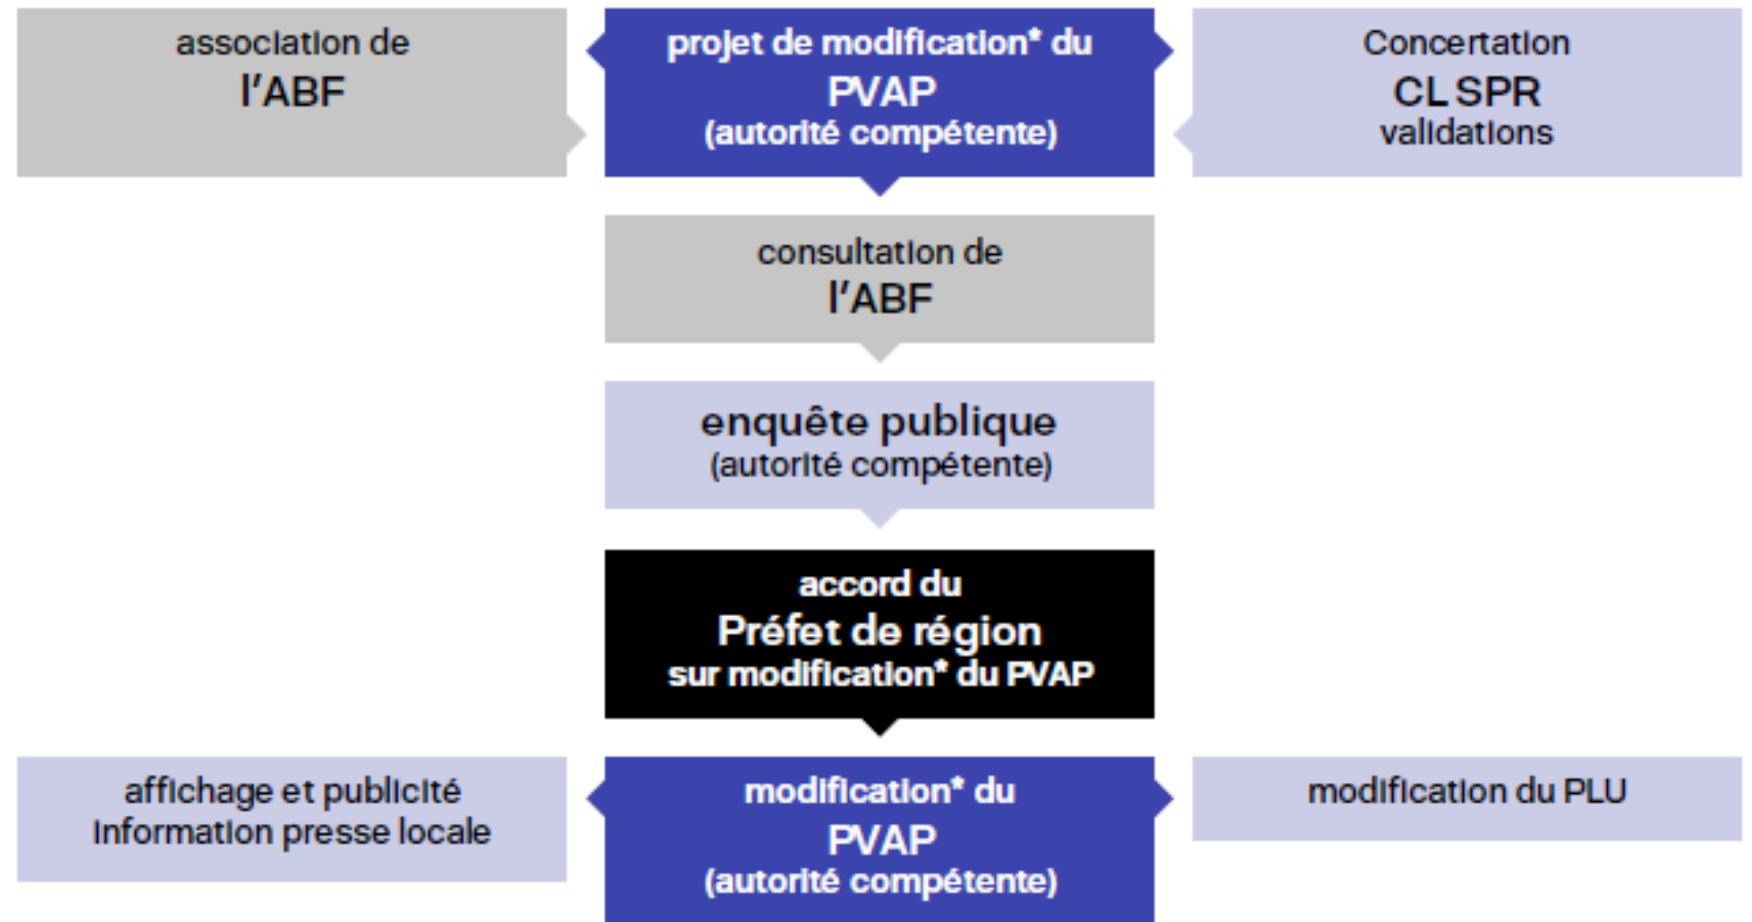 association de
l'ABF
projet de modification* du
PVAP
(autorité compétente)
Concertation
CLSPR
validations
consultation de
l'ABF
enquête publique
(autorité compétente)
accord du
Préfet de région
sur modification* du PVAP
affichage et publicité
Information presse locale
modification* du
PVAP
(autorité compétente)
modification du PLU